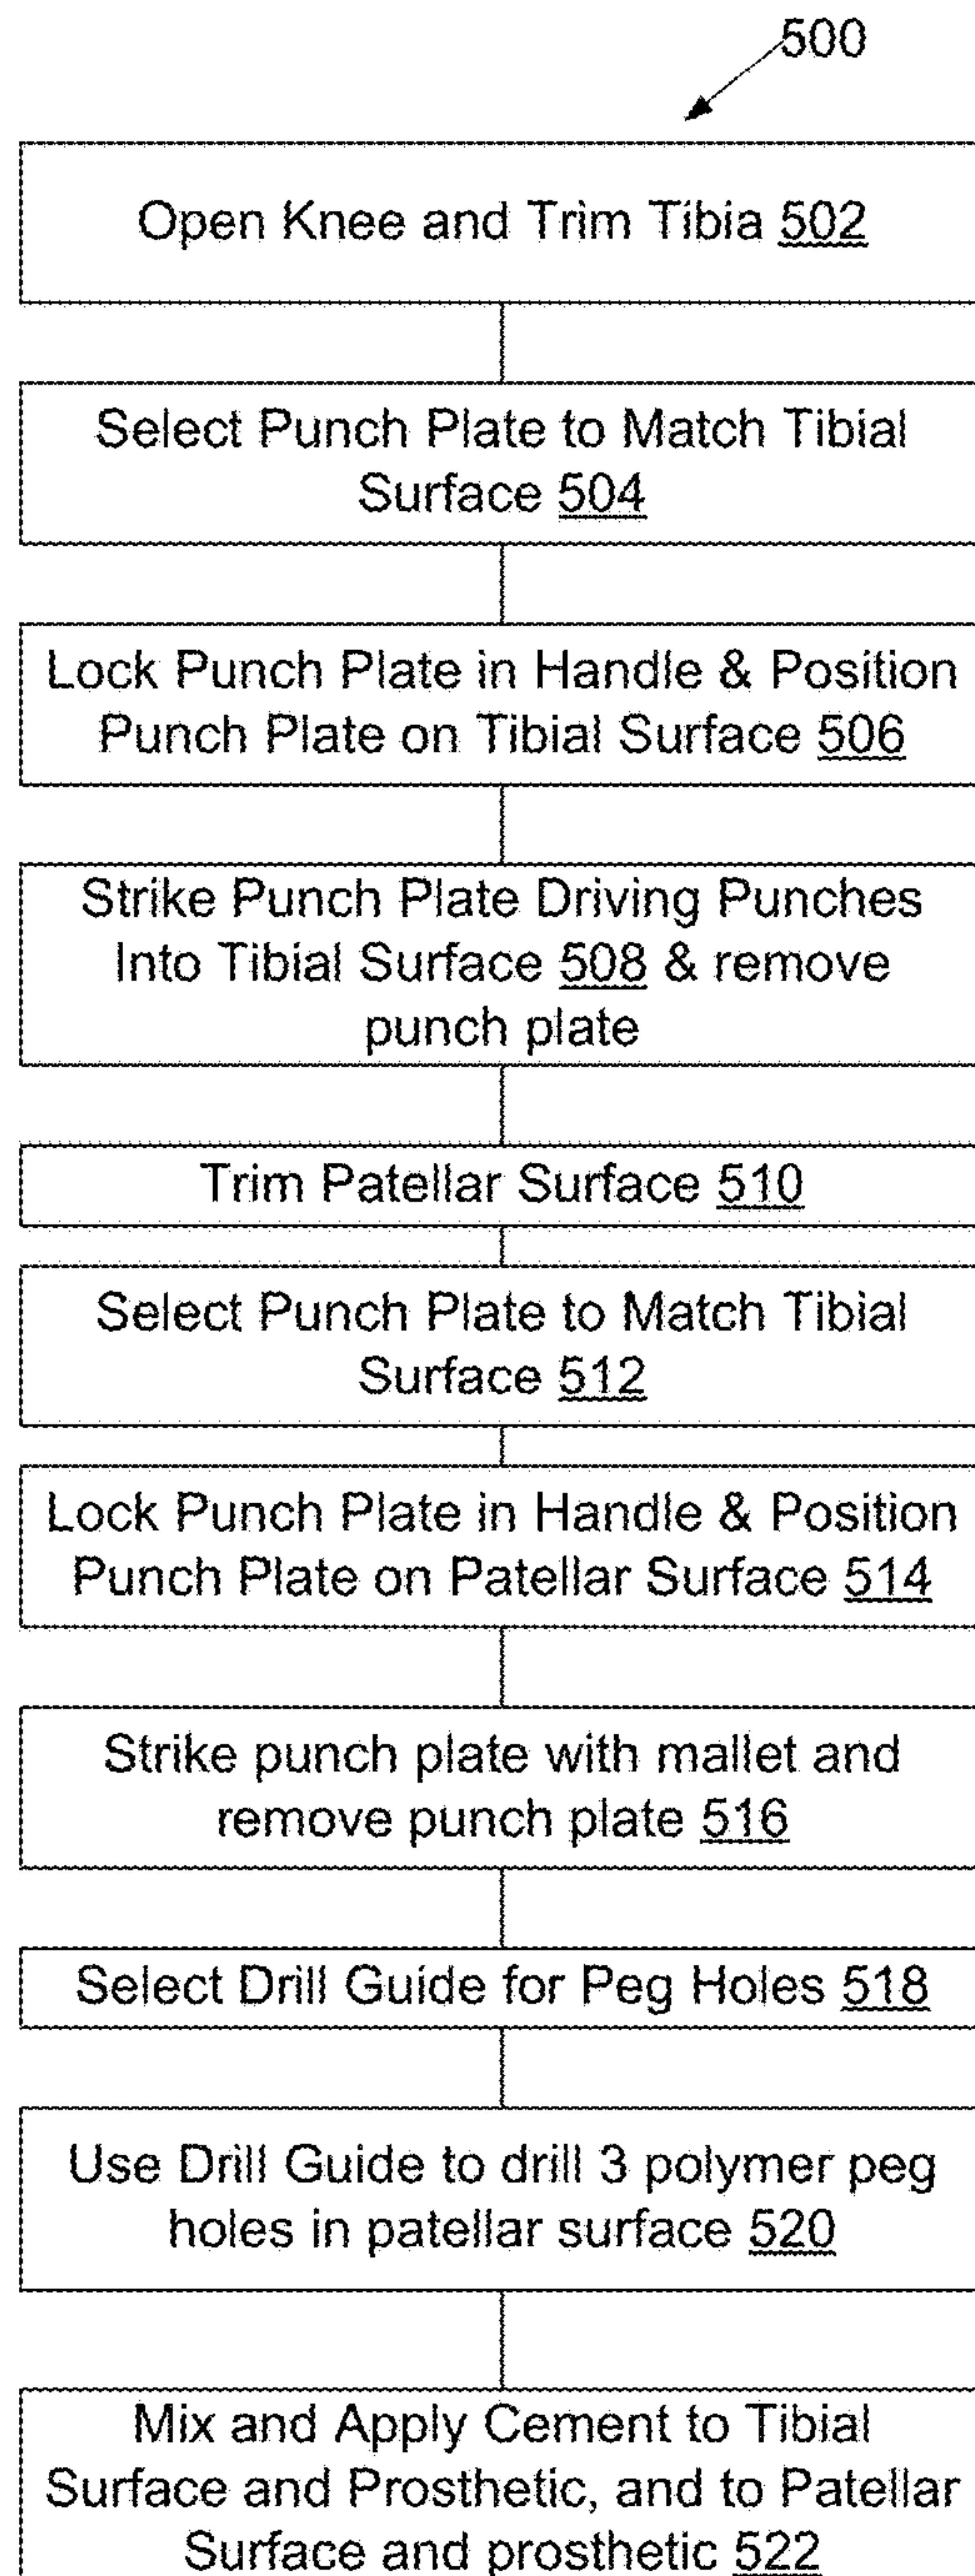 500
Open Knee and Trim Tibia 502
Select Punch Plate to Match Tibial
Surface 504
Lock Punch Plate in Handle & Position
Punch Plate on Tibial Surface 506
Strike Punch Plate Driving Punches
Into Tibial Surface 508 & remove
punch plate
Trim Patellar Surface 510
Select Punch Plate to Match Tibial
Surface 512
Lock Punch Plate in Handle & Position
Punch Plate on Patellar Surface 514
Strike punch plate with mallet and
remove punch plate 516
Select Drill Guide for Peg Holes 518
Use Drill Guide to drill 3 polymer peg
holes in patellar surface 520
Mix and Apply Cement to Tibial
Surface and Prosthetic, and to Patellar
Surface and prosthetic 522